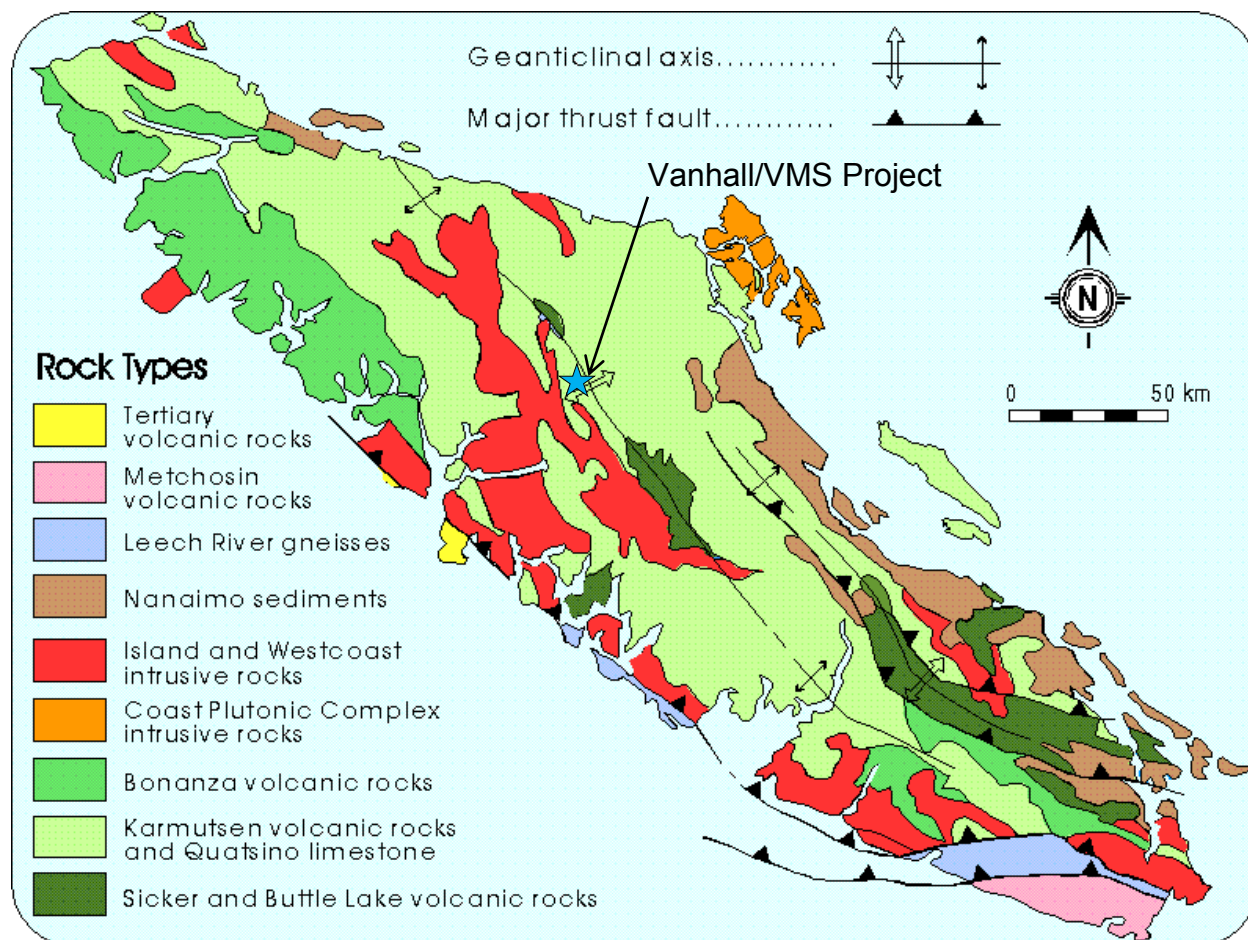 Geanticlinal axis............
Major thrust fault............
Vanhall/VMS Project
N
0 50 km
Rock Types
Tertiary
volcanic rocks
Metchosin
volcanic rocks
Leech River gneisses
Nanaimo sediments
Island and Westcoast
intrusive rocks
Coast Plutonic Complex
intrusive rocks
Bonanza volcanic rocks
Karmutsen volcanic rocks
and Quatsino limestone
Sicker and Buttle Lake volcanic rocks